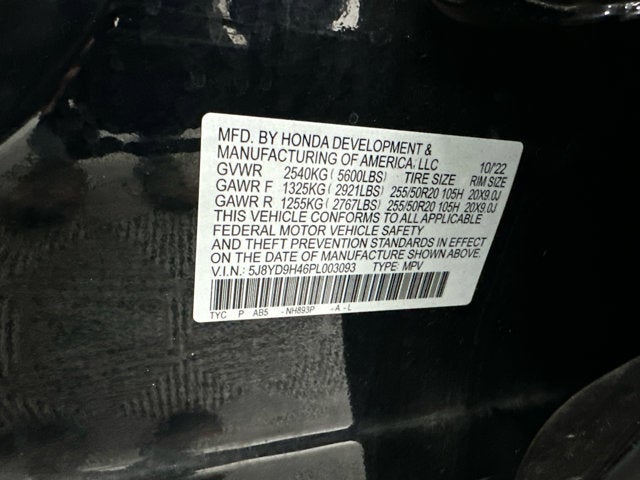 MFD. BY HONDA DEVELOPMENT &
MANUFACTURING OF AMERICA, LLC 10/22
GVWR 2540KG ( 5600LBS) TIRE SIZE RIM SIZE
GAWR F 1325KG ( 2921LBS) 255/50R20 105H 20X9.0J
GAWR R 1255KG ( 2767LBS) 255/50R20 105H 20X9.0J
THIS VEHICLE CONFORMS TO ALL APPLICABLE
FEDERAL MOTOR VEHICLE SAFETY
AND THEFT PREVENTION STANDARDS IN EFFECT
ON THE DATE OF MANUFACTURE SHOWN ABOVE.
V.I.N.: 5J8YD9H46PL003093 TYPE: MPV
TYC P AB5 -NH893P -A-L